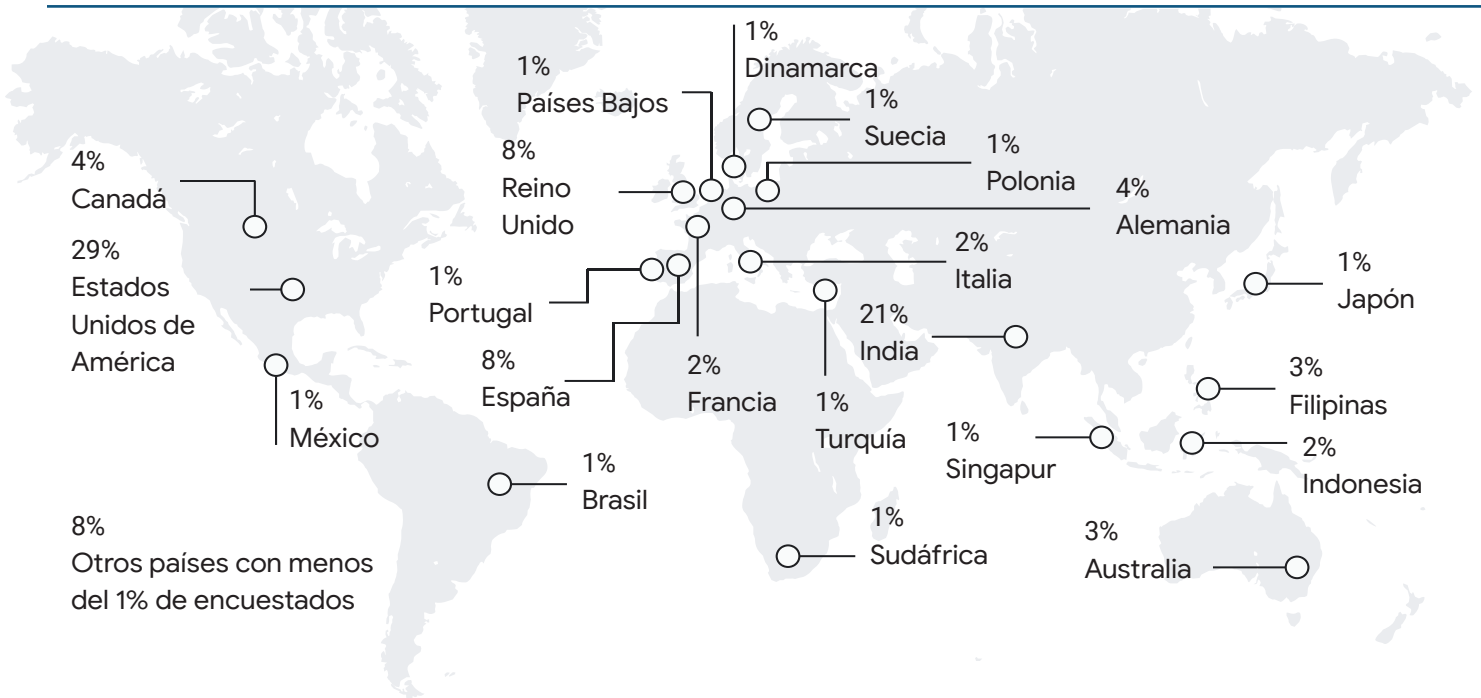 1%
Dinamarca
1%
Países Bajos
1%
Suecia
8%
Reino
Unido
1%
Polonia
4%
Canadá
4%
Alemania
29%
Estados
Unidos de
América
2%
Italia
1%
Portugal
1%
Japón
21%
India
8%
España
2%
Francia
1%
Turquía
3%
Filipinas
1%
México
1%
Singapur
2%
Indonesia
1%
Brasil
1%
Sudáfrica
3%
Australia
8%
Otros países con menos
del 1% de encuestados